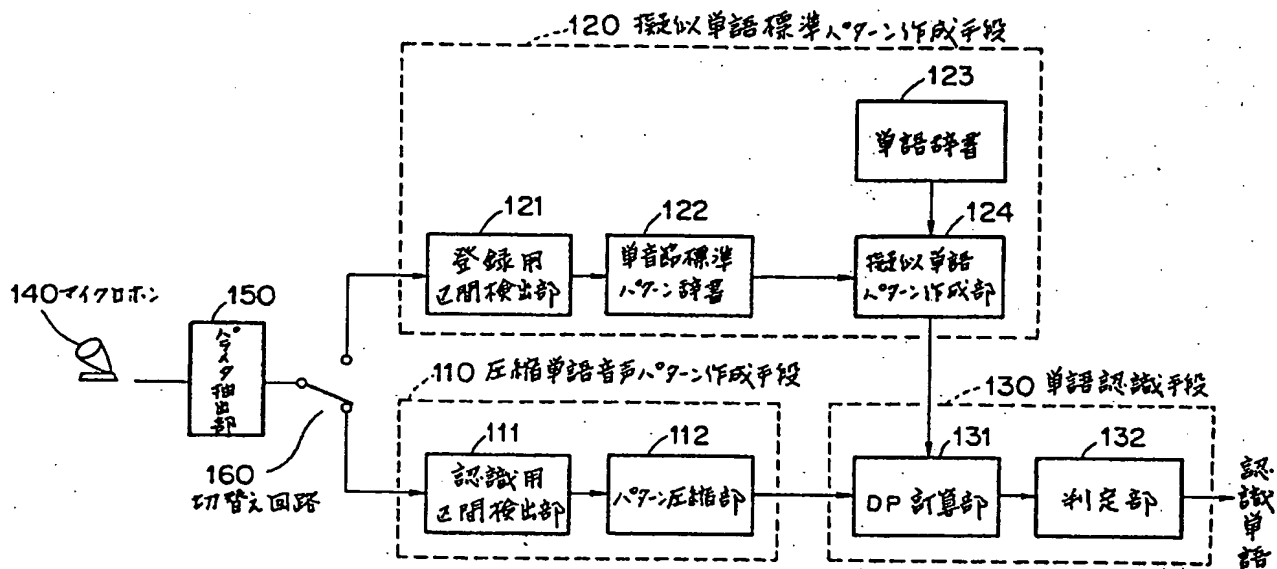 120 擬似単語標準パターン作成手段
123
単語辞書
121
登録用
区間検出部
122
単音節標準
パターン辞書
124
擬似単語
パターン作成部
140 マイクロホン
150
パラメタ抽出部
160
切替え回路
110 圧縮単語音声パターン作成手段
111
認識用
区間検出部
112
パターン圧縮部
130 単語認識手段
131
DP計算部
132
判定部
認識単語